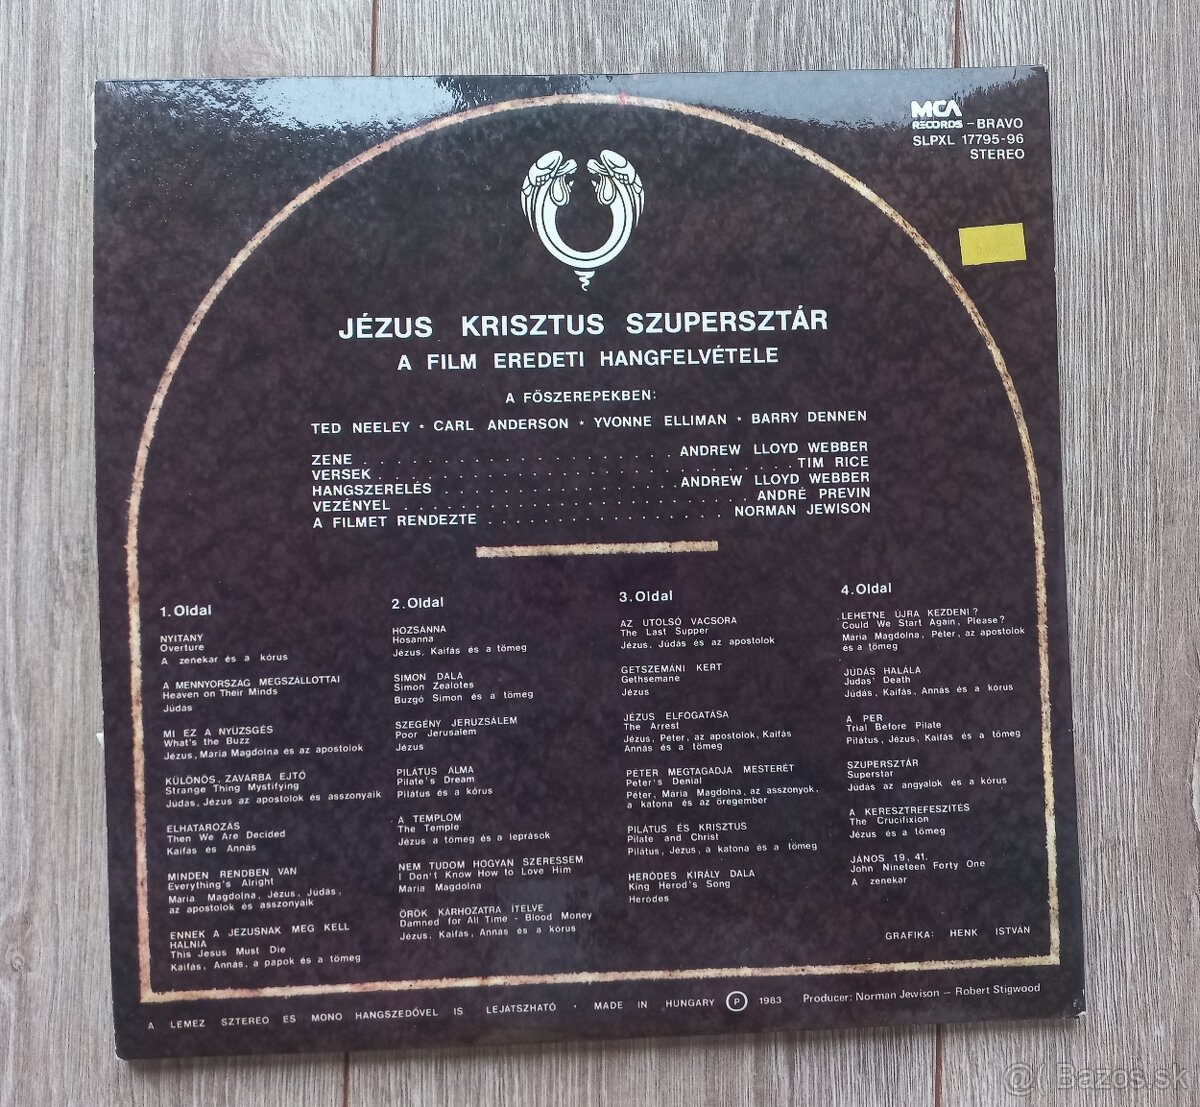 MCA
RECORDS – BRAVO
SLPXL 17795-96
STEREO
JÉZUS KRISZTUS SZUPERSZTÁR
A FILM EREDETI HANGFELVÉTELE
A FŐSZEREPEKBEN:
TED NEELEY • CARL ANDERSON • YVONNE ELLIMAN • BARRY DENNEN
ZENE . . . . . . . . . . . . . . . . . . . . ANDREW LLOYD WEBBER
VERSEK . . . . . . . . . . . . . . . . . . . . TIM RICE
HANGSZERELÉS . . . . . . . . . . . . . . . ANDREW LLOYD WEBBER
VEZÉNYEL . . . . . . . . . . . . . . . . . . . . ANDRÉ PREVIN
A FILMET RENDEZTE . . . . . . . . . . . . . . NORMAN JEWISON
1. Oldal
NYITÁNY
Overture
A zenekar és a kórus
A MENNYORSZÁG MEGSZÁLLOTTAI
Heaven on Their Minds
Júdás
MI EZ A NYÜZSGÉS
What's the Buzz
Jézus, Mária Magdolna és az apostolok
KÜLÖNÖS, ZAVARBA EJTŐ
Strange Thing Mystifying
Júdás, Jézus az apostolok és asszonyaik
ELHATÁROZÁS
Then We Are Decided
Kaifás és Annás
MINDEN RENDBEN VAN
Everything's Alright
Mária Magdolna, Jézus, Júdás,
az apostolok és asszonyaik
ENNEK A JÉZUSNAK MEG KELL
HALNIA
This Jesus Must Die
Kaifás, Annás, a papok és a tömeg
2. Oldal
HOZSÁNNA
Hosanna
Jézus, Kaifás és a tömeg
SIMON DALA
Simon Zealotes
Buzgó Simon és a tömeg
SZEGÉNY JERUZSÁLEM
Poor Jerusalem
Jézus
PILÁTUS ÁLMA
Pilate's Dream
Pilátus és a kórus
A TEMPLOM
The Temple
Jézus a tömeg és a leprások
NEM TUDOM HOGYAN SZERESSEM
I Don't Know How to Love Him
Mária Magdolna
ÖRÖK KÁRHOZATRA ÍTÉLVE
Damned for All Time - Blood Money
Jézus, Kaifás, Annás és a kórus
3. Oldal
AZ UTOLSÓ VACSORA
The Last Supper
Jézus, Júdás és az apostolok
GETSZEMÁNI KERT
Gethsemane
Jézus
JÉZUS ELFOGATÁSA
The Arrest
Jézus, Péter, az apostolok, Kaifás
Annás és a tömeg
PÉTER MEGTAGADJA MESTERÉT
Peter's Denial
Péter, Mária Magdolna, az asszonyok,
a katona és az öregember
PILÁTUS ÉS KRISZTUS
Pilate and Christ
Pilátus, Jézus, a katona és a tömeg
HERÓDES KIRÁLY DALA
King Herod's Song
Heródes
4. Oldal
LEHETNE ÚJRA KEZDENI?
Could We Start Again, Please?
Mária Magdolna, Péter, az apostolok
és a tömeg
JÚDÁS HALÁLA
Judas' Death
Júdás, Kaifás, Annás és a kórus
A PER
Trial Before Pilate
Pilátus, Jézus, Kaifás és a tömeg
SZUPERSZTÁR
Superstar
Júdás az angyalok és a kórus
A KERESZTREFESZÍTÉS
The Crucifixion
Jézus és a tömeg
JÁNOS 19, 41.
John Nineteen Forty One
A zenekar
GRAFIKA: HENK ISTVÁN
A LEMEZ SZTEREÓ ÉS MONO HANGSZEDŐVEL IS LEJÁTSZHATÓ · MADE IN HUNGARY Ⓟ 1983 Producer: Norman Jewison – Robert Stigwood
Bazos.sk